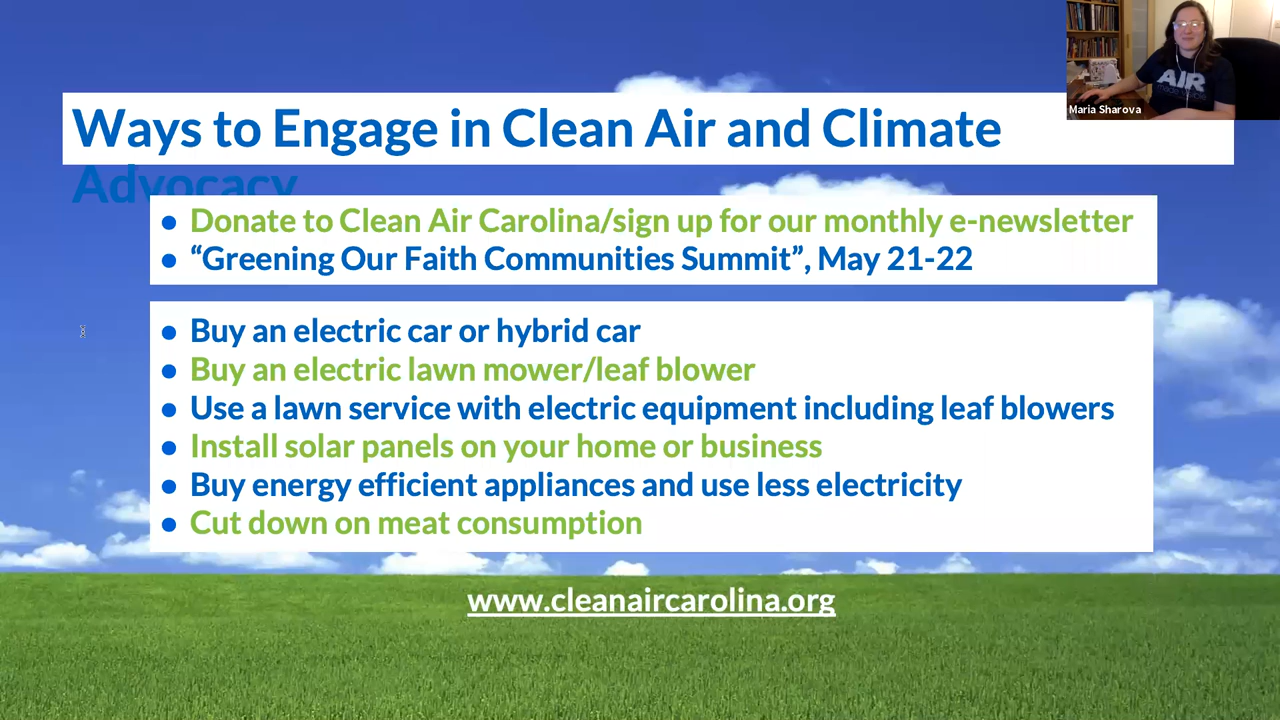 Ways to Engage in Clean Air and Climate
Advocacy
• Donate to Clean Air Carolina/sign up for our monthly e-newsletter
• “Greening Our Faith Communities Summit”, May 21-22
• Buy an electric car or hybrid car
• Buy an electric lawn mower/leaf blower
• Use a lawn service with electric equipment including leaf blowers
• Install solar panels on your home or business
• Buy energy efficient appliances and use less electricity
• Cut down on meat consumption
www.cleanaircarolina.org
AIR
Maria Sharova